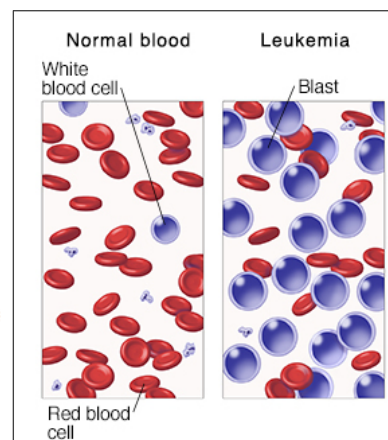 Normal blood
Leukemia
White
blood cell
Blast
Red blood
cell